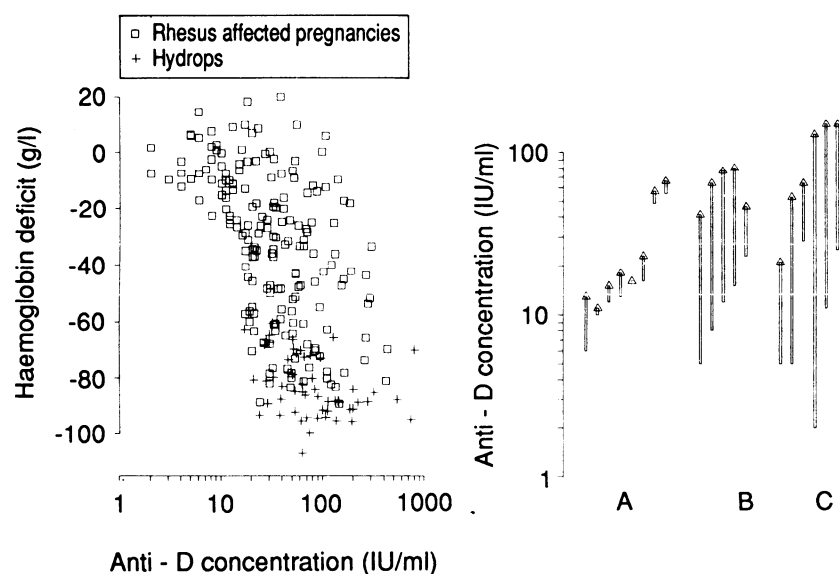 Rhesus affected pregnancies
Hydrops
Haemoglobin deficit (g/l)
20
0
-20
-40
-60
-80
-100
1
10
100
1000
Anti - D concentration (IU/ml)
Anti - D concentration (IU/ml)
100
10
1
A
B
C